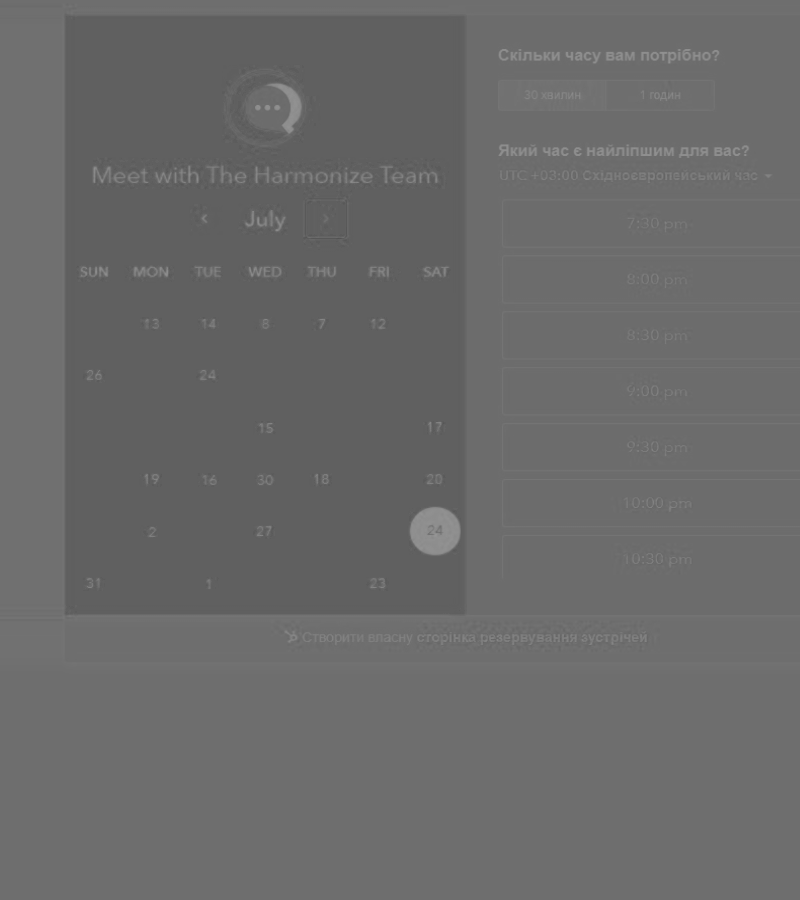 Meet with The Harmonize Team
July
SUN MON TUE WED THU FRI SAT
13 14 8 7 12
26 24
15 17
19 16 30 18 20
2 27 24
31 1 23
Скільки часу вам потрібно?
30 хвилин 1 годин
Який час є найліпшим для вас?
UTC +03:00 Східноєвропейський час
7:30 pm
8:00 pm
8:30 pm
9:00 pm
9:30 pm
10:00 pm
10:30 pm
Створити власну сторінка резервування зустрічей